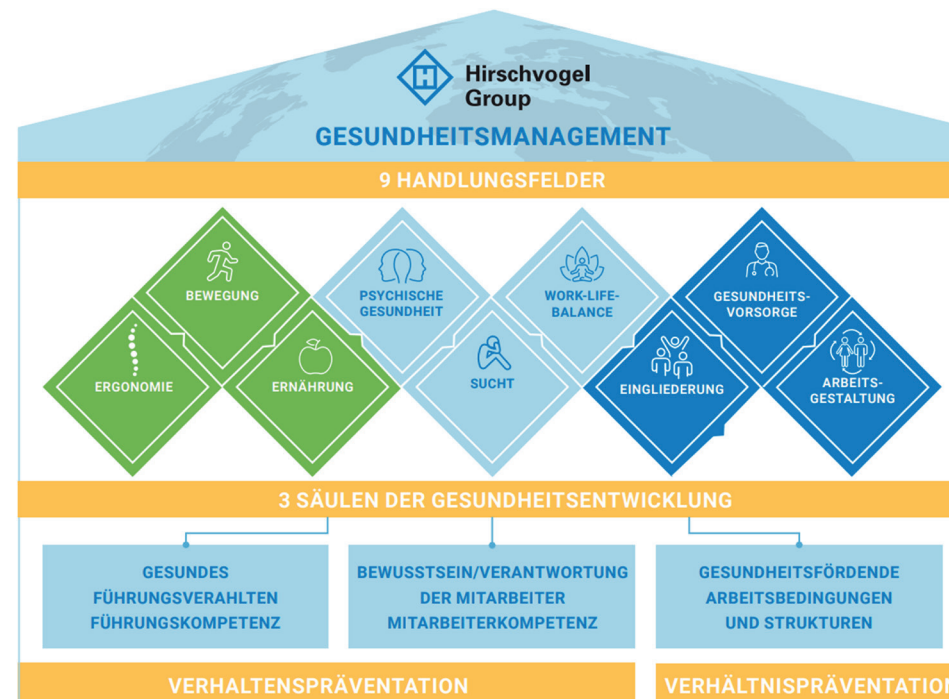 Hirschvogel
Group
GESUNDHEITSMANAGEMENT
9 HANDLUNGSFELDER
BEWEGUNG
PSYCHISCHE
GESUNDHEIT
WORK-LIFE-
BALANCE
GESUNDHEITS-
VORSORGE
ERGONOMIE
ERNÄHRUNG
SUCHT
EINGLIEDERUNG
ARBEITS-
GESTALTUNG
3 SÄULEN DER GESUNDHEITSENTWICKLUNG
GESUNDES
FÜHRUNGSVERAHLTEN
FÜHRUNGSKOMPETENZ
BEWUSSTSEIN/VERANTWORTUNG
DER MITARBEITER
MITARBEITERKOMPETENZ
GESUNDHEITSFÖRDENDE
ARBEITSBEDINGUNGEN
UND STRUKTUREN
VERHALTENSPRÄVENTATION
VERHÄLTNISPRÄVENTATION